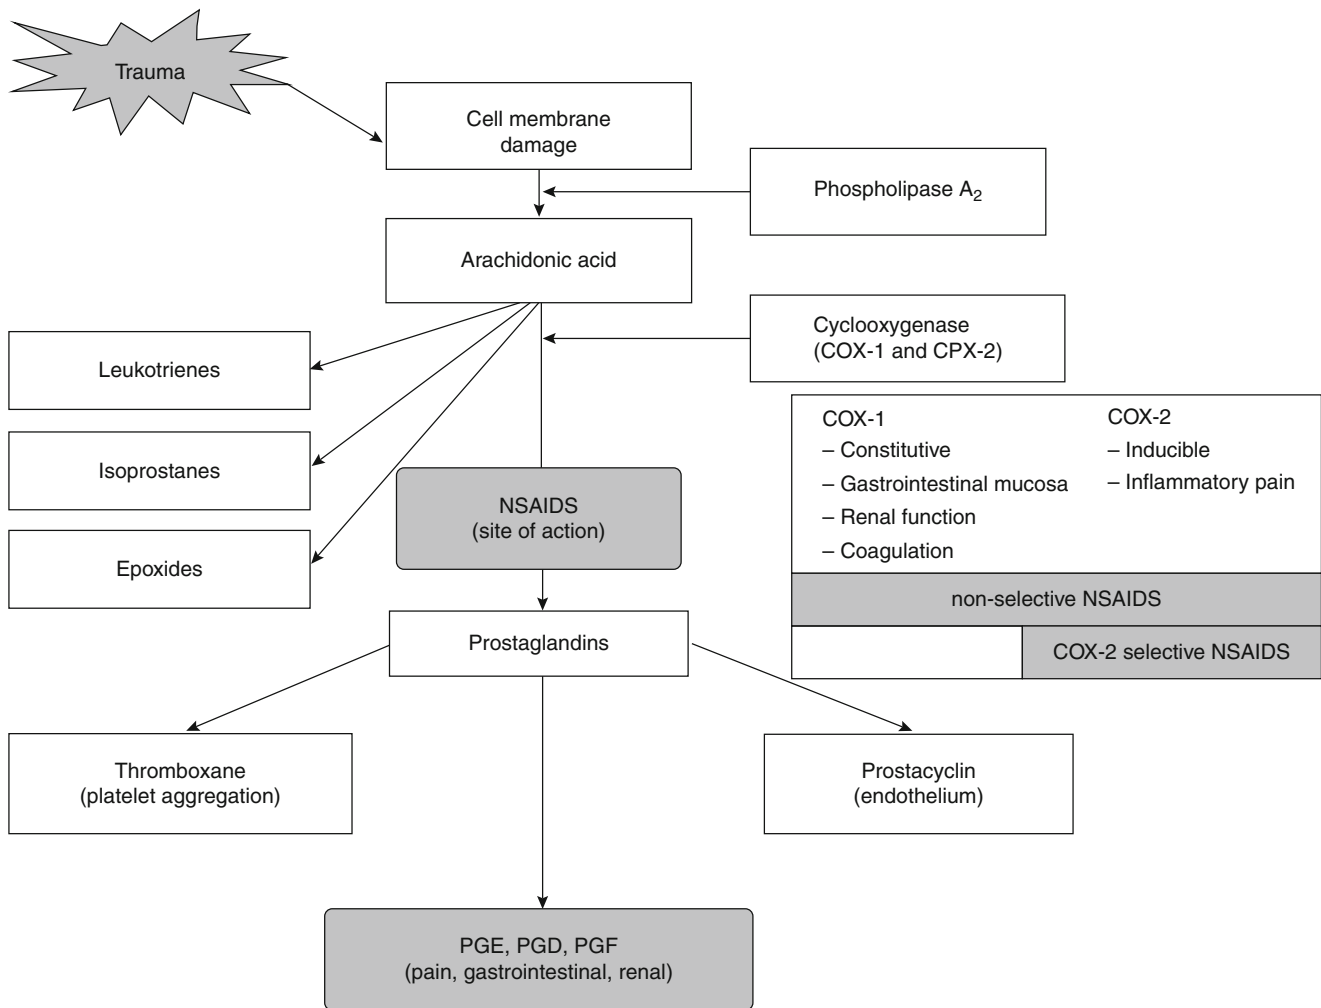 Trauma
Cell membrane
damage
Phospholipase A2
Arachidonic acid
Cyclooxygenase
(COX-1 and CPX-2)
Leukotrienes
Isoprostanes
Epoxides
NSAIDS
(site of action)
COX-1
– Constitutive
– Gastrointestinal mucosa
– Renal function
– Coagulation
COX-2
– Inducible
– Inflammatory pain
non-selective NSAIDS
COX-2 selective NSAIDS
Prostaglandins
Thromboxane
(platelet aggregation)
Prostacyclin
(endothelium)
PGE, PGD, PGF
(pain, gastrointestinal, renal)